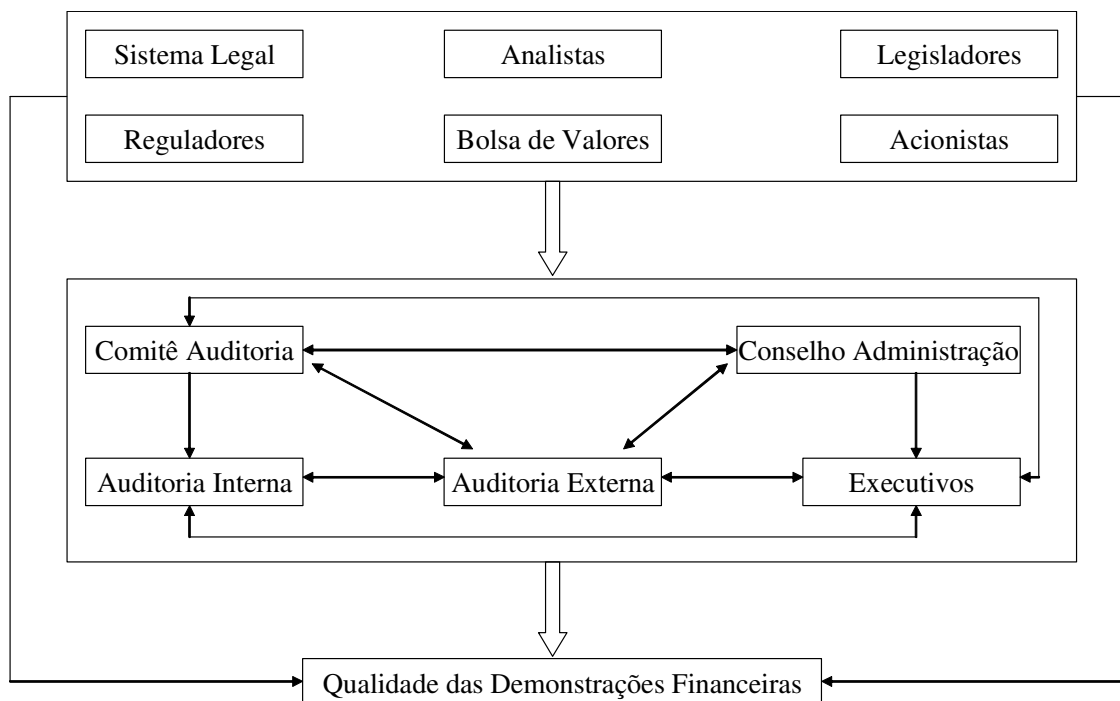 Sistema Legal
Analistas
Legisladores
Reguladores
Bolsa de Valores
Acionistas
Comitê Auditoria
Conselho Administração
Auditoria Interna
Auditoria Externa
Executivos
Qualidade das Demonstrações Financeiras